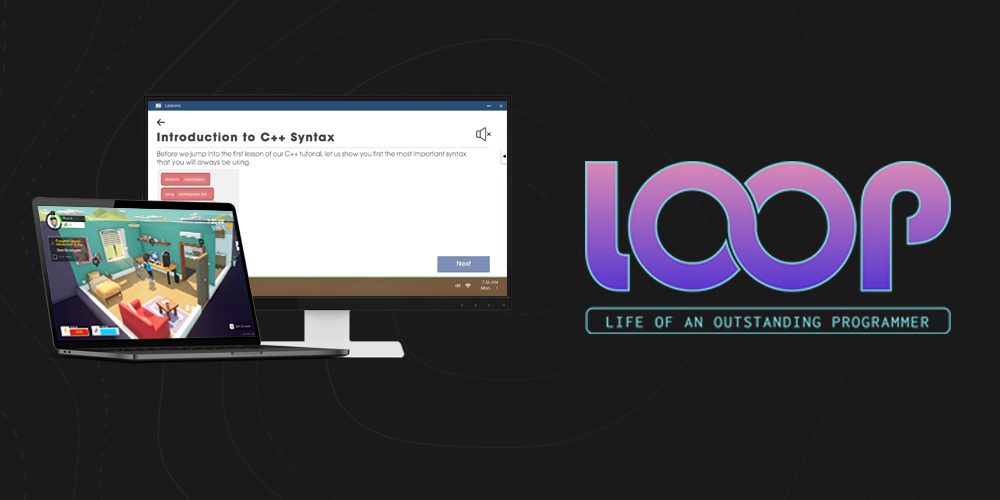 Lessons
Introduction to C++ Syntax
Before we jump into the first lesson of our C++ tutorial, let us show you first the most important syntax
that you will always be using.
#include <iostream>
using namespace std ;
Next
7:26 AM
Mon. 1
LOOP
LIFE OF AN OUTSTANDING PROGRAMMER